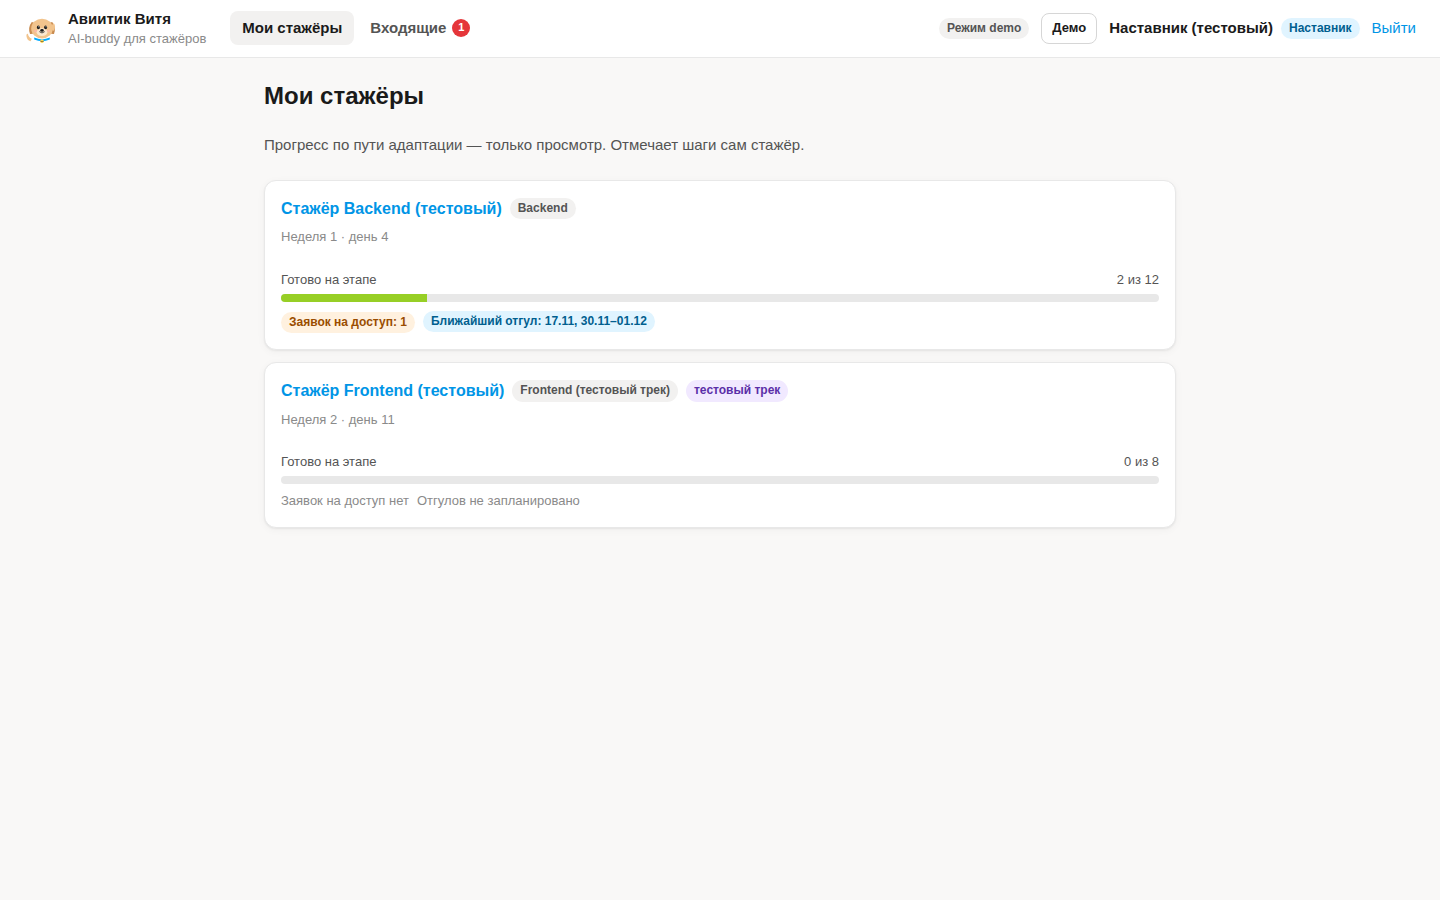 Авиитик Витя
AI-buddy для стажёров
Мои стажёры
Входящие 1
Режим demo
Демо
Наставник (тестовый)
Наставник
Выйти
Мои стажёры
Прогресс по пути адаптации — только просмотр. Отмечает шаги сам стажёр.
Стажёр Backend (тестовый) Backend
Неделя 1 · день 4
Готово на этапе 2 из 12
Заявок на доступ: 1 Ближайший отгул: 17.11, 30.11–01.12
Стажёр Frontend (тестовый) Frontend (тестовый трек) тестовый трек
Неделя 2 · день 11
Готово на этапе 0 из 8
Заявок на доступ нет Отгулов не запланировано